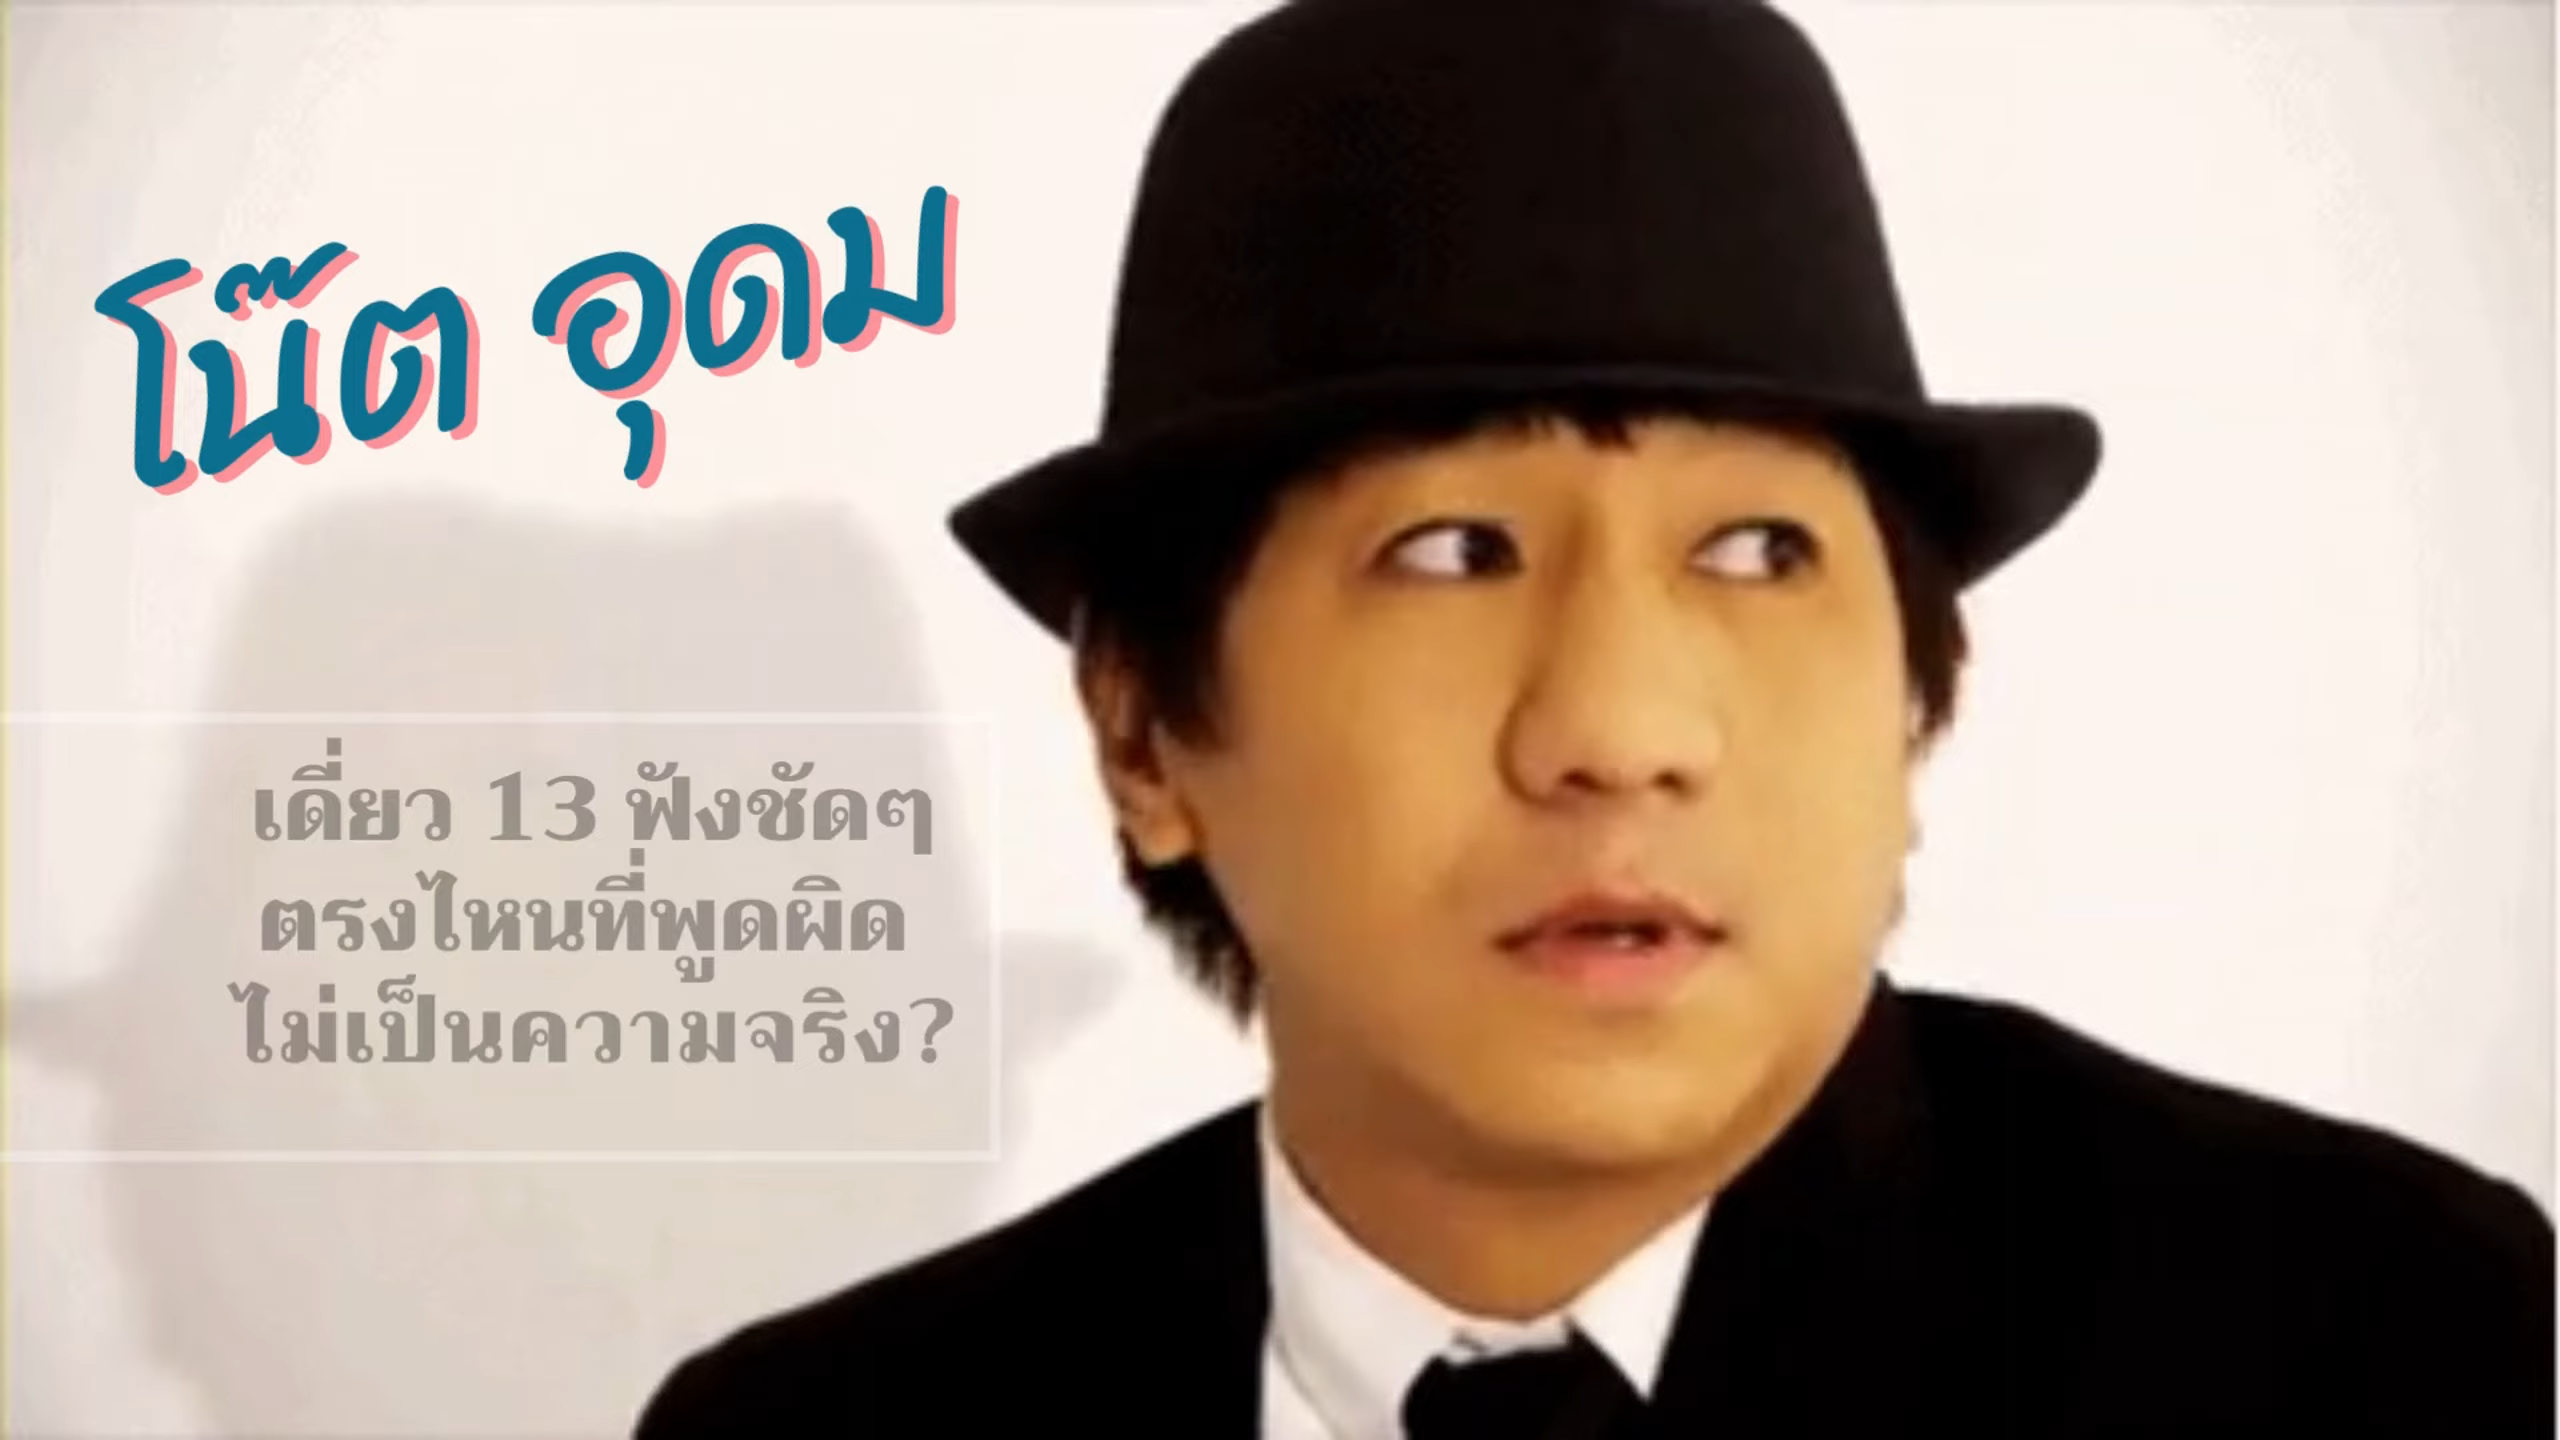 โน๊ต อุดม
เดี่ยว 13 ฟังชัดๆ
ตรงไหนที่พูดผิด
ไม่เป็นความจริง?